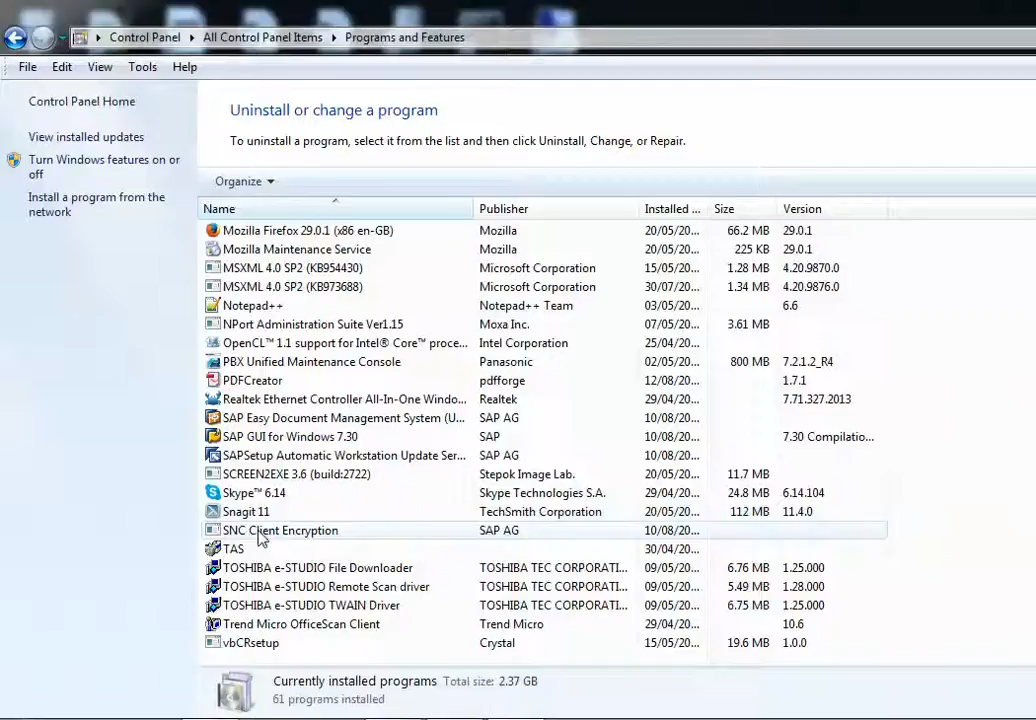 Control Panel All Control Panel Items Programs and Features
File Edit View Tools Help
Control Panel Home
View installed updates
Turn Windows features on or
off
Install a program from the
network
Uninstall or change a program
To uninstall a program, select it from the list and then click Uninstall, Change, or Repair.
Organize
Name Publisher Installed ... Size Version
Mozilla Firefox 29.0.1 (x86 en-GB) Mozilla 20/05/20... 66.2 MB 29.0.1
Mozilla Maintenance Service Mozilla 20/05/20... 225 KB 29.0.1
MSXML 4.0 SP2 (KB954430) Microsoft Corporation 15/05/20... 1.28 MB 4.20.9870.0
MSXML 4.0 SP2 (KB973688) Microsoft Corporation 30/07/20... 1.34 MB 4.20.9876.0
Notepad++ Notepad++ Team 03/05/20... 6.6
NPort Administration Suite Ver1.15 Moxa Inc. 07/05/20... 3.61 MB
OpenCL™ 1.1 support for Intel® Core™ proce... Intel Corporation 25/04/20...
PBX Unified Maintenance Console Panasonic 02/05/20... 800 MB 7.2.1.2_R4
PDFCreator pdfforge 12/08/20... 1.7.1
Realtek Ethernet Controller All-In-One Windo... Realtek 29/04/20... 7.71.327.2013
SAP Easy Document Management System (U... SAP AG 10/08/20...
SAP GUI for Windows 7.30 SAP 10/08/20... 7.30 Compilatio...
SAPSetup Automatic Workstation Update Ser... SAP AG 10/08/20...
SCREEN2EXE 3.6 (build:2722) Stepok Image Lab. 20/05/20... 11.7 MB
Skype™ 6.14 Skype Technologies S.A. 29/04/20... 24.8 MB 6.14.104
Snagit 11 TechSmith Corporation 20/05/20... 112 MB 11.4.0
SNC Client Encryption SAP AG 10/08/20...
TAS 30/04/20...
TOSHIBA e-STUDIO File Downloader TOSHIBA TEC CORPORATI... 09/05/20... 6.76 MB 1.25.000
TOSHIBA e-STUDIO Remote Scan driver TOSHIBA TEC CORPORATI... 09/05/20... 5.49 MB 1.28.000
TOSHIBA e-STUDIO TWAIN Driver TOSHIBA TEC CORPORATI... 09/05/20... 6.75 MB 1.25.000
Trend Micro OfficeScan Client Trend Micro 29/04/20... 10.6
vbCRsetup Crystal 15/05/20... 19.6 MB 1.0.0
Currently installed programs Total size: 2.37 GB
61 programs installed